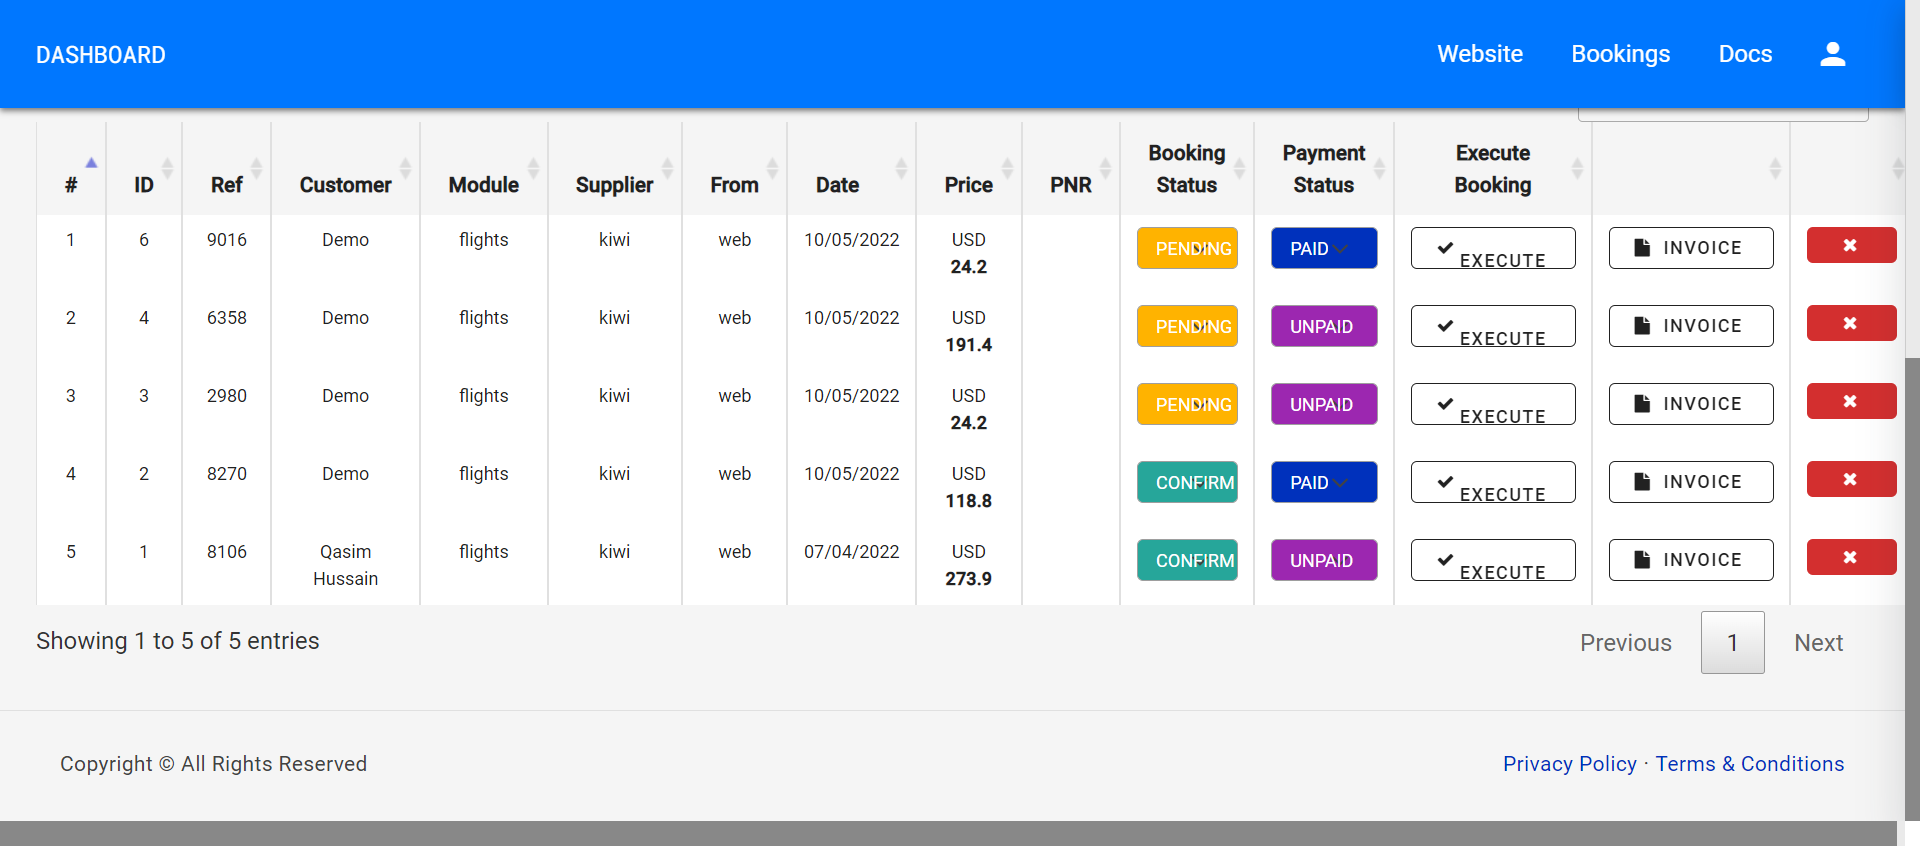 DASHBOARD Website Bookings Docs
# ID Ref Customer Module Supplier From Date Price PNR Booking Status Payment Status Execute Booking
1 6 9016 Demo flights kiwi web 10/05/2022 USD 24.2 PENDING PAID EXECUTE INVOICE
2 4 6358 Demo flights kiwi web 10/05/2022 USD 191.4 PENDING UNPAID EXECUTE INVOICE
3 3 2980 Demo flights kiwi web 10/05/2022 USD 24.2 PENDING UNPAID EXECUTE INVOICE
4 2 8270 Demo flights kiwi web 10/05/2022 USD 118.8 CONFIRM PAID EXECUTE INVOICE
5 1 8106 Qasim Hussain flights kiwi web 07/04/2022 USD 273.9 CONFIRM UNPAID EXECUTE INVOICE
Showing 1 to 5 of 5 entries Previous 1 Next
Copyright © All Rights Reserved Privacy Policy · Terms & Conditions